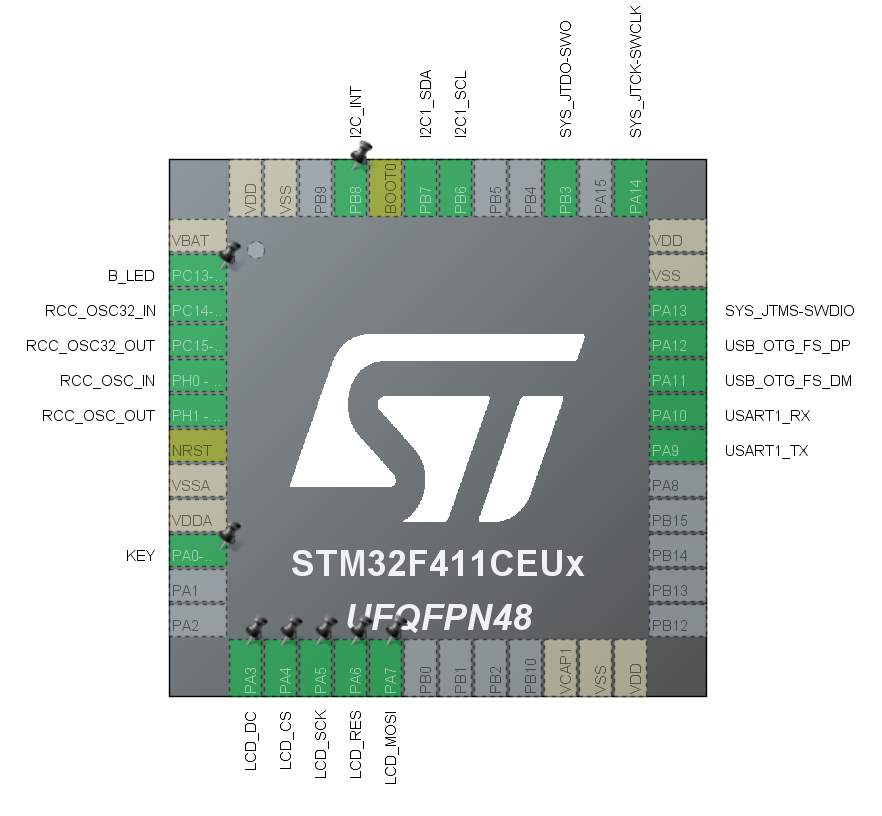 I2C_INT
I2C1_SDA
I2C1_SCL
SYS_JTDO-SWO
SYS_JTCK-SWCLK
VDD
VSS
PB9
PB8
BOOT0
PB7
PB6
PB5
PB4
PB3
PA15
PA14
VBAT
B_LED PC13-..
RCC_OSC32_IN PC14-..
RCC_OSC32_OUT PC15-..
RCC_OSC_IN PH0 - ..
RCC_OSC_OUT PH1 - ..
NRST
VSSA
VDDA
KEY PA0-..
PA1
PA2
VDD
VSS
PA13 SYS_JTMS-SWDIO
PA12 USB_OTG_FS_DP
PA11 USB_OTG_FS_DM
PA10 USART1_RX
PA9 USART1_TX
PA8
PB15
PB14
PB13
PB12
ST
STM32F411CEUx
UFQFPN48
PA3
PA4
PA5
PA6
PA7
PB0
PB1
PB2
PB10
VCAP1
VSS
VDD
LCD_DC
LCD_CS
LCD_SCK
LCD_RES
LCD_MOSI